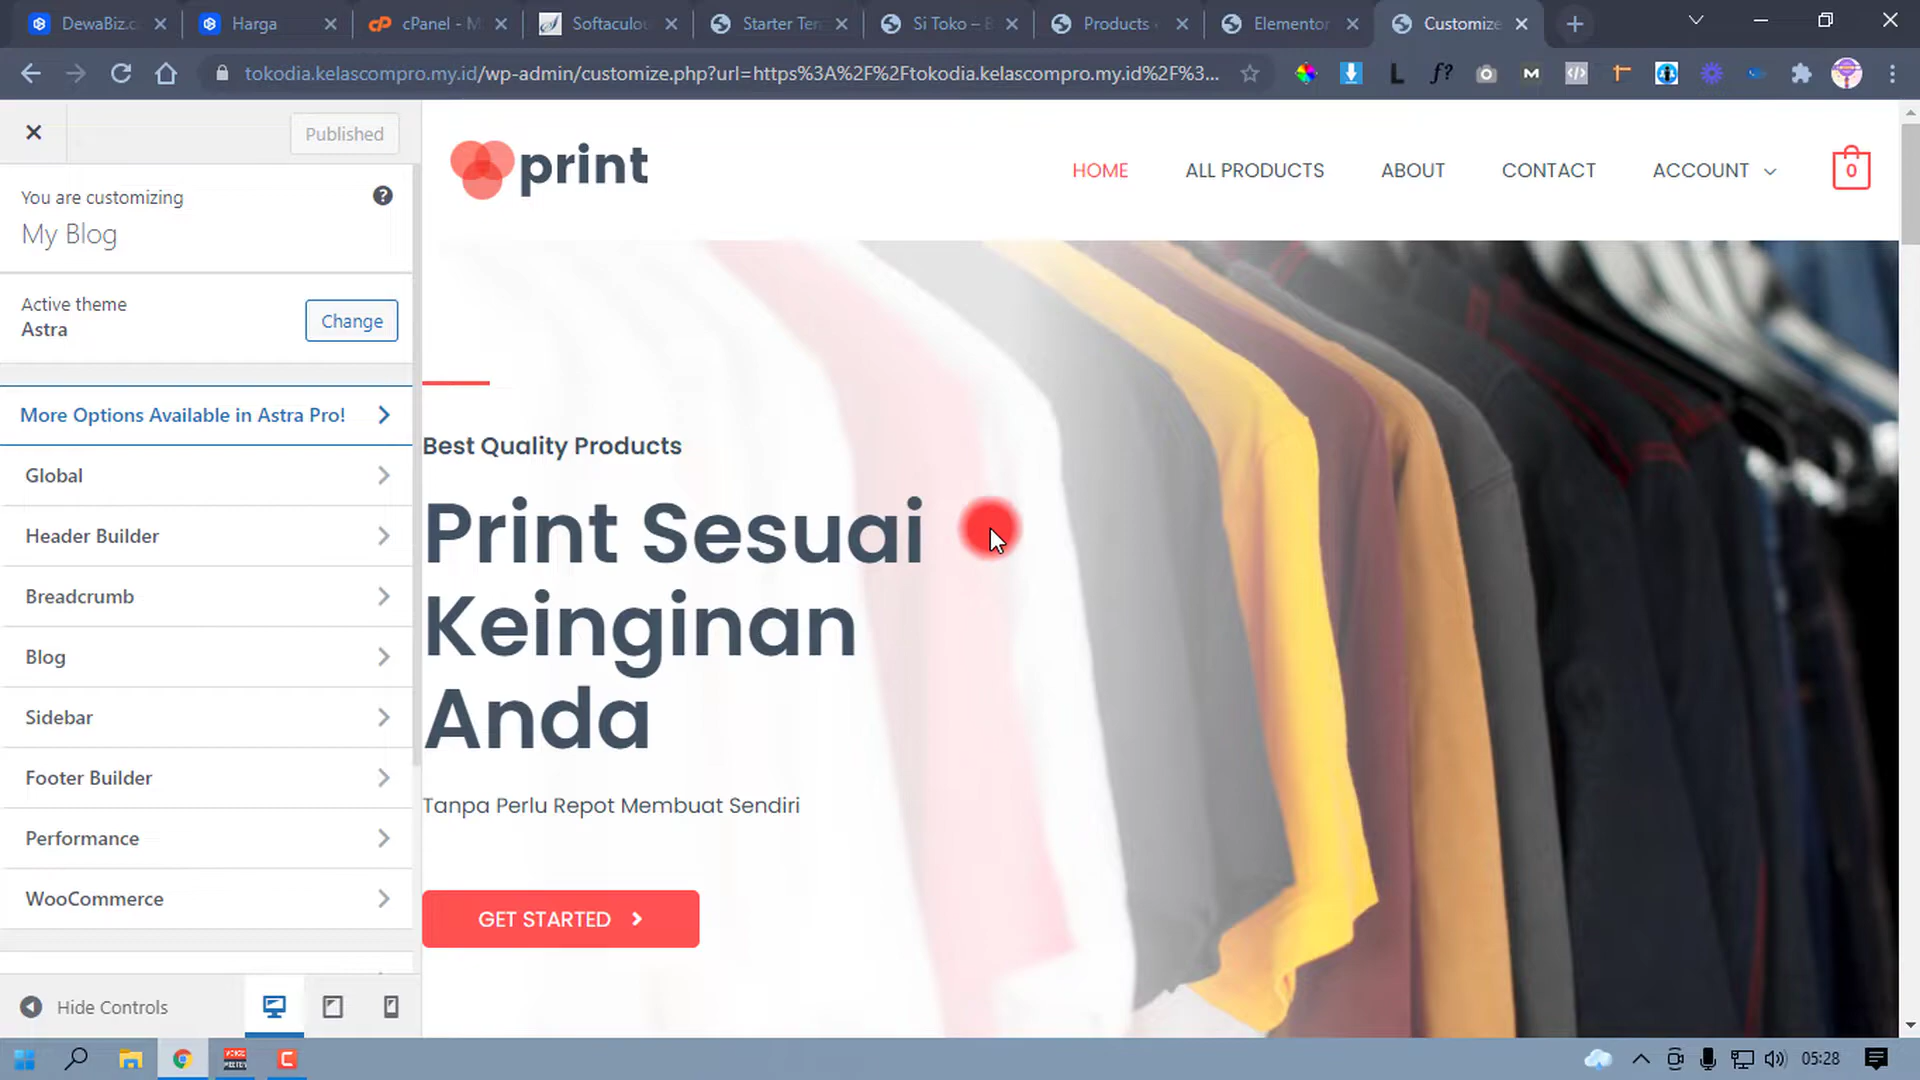 DewaBiz.c
Harga
cPanel - M
Softaculou
Starter Tem
Si Toko – B
Products
Elementor
Customize
tokodia.kelascompro.my.id/wp-admin/customize.php?url=https%3A%2F%2Ftokodia.kelascompro.my.id%2F%3...
Published
You are customizing
My Blog
Active theme
Astra
Change
More Options Available in Astra Pro!
Global
Header Builder
Breadcrumb
Blog
Sidebar
Footer Builder
Performance
WooCommerce
Hide Controls
print
HOME
ALL PRODUCTS
ABOUT
CONTACT
ACCOUNT
0
Best Quality Products
Print Sesuai
Keinginan
Anda
Tanpa Perlu Repot Membuat Sendiri
GET STARTED
05:28